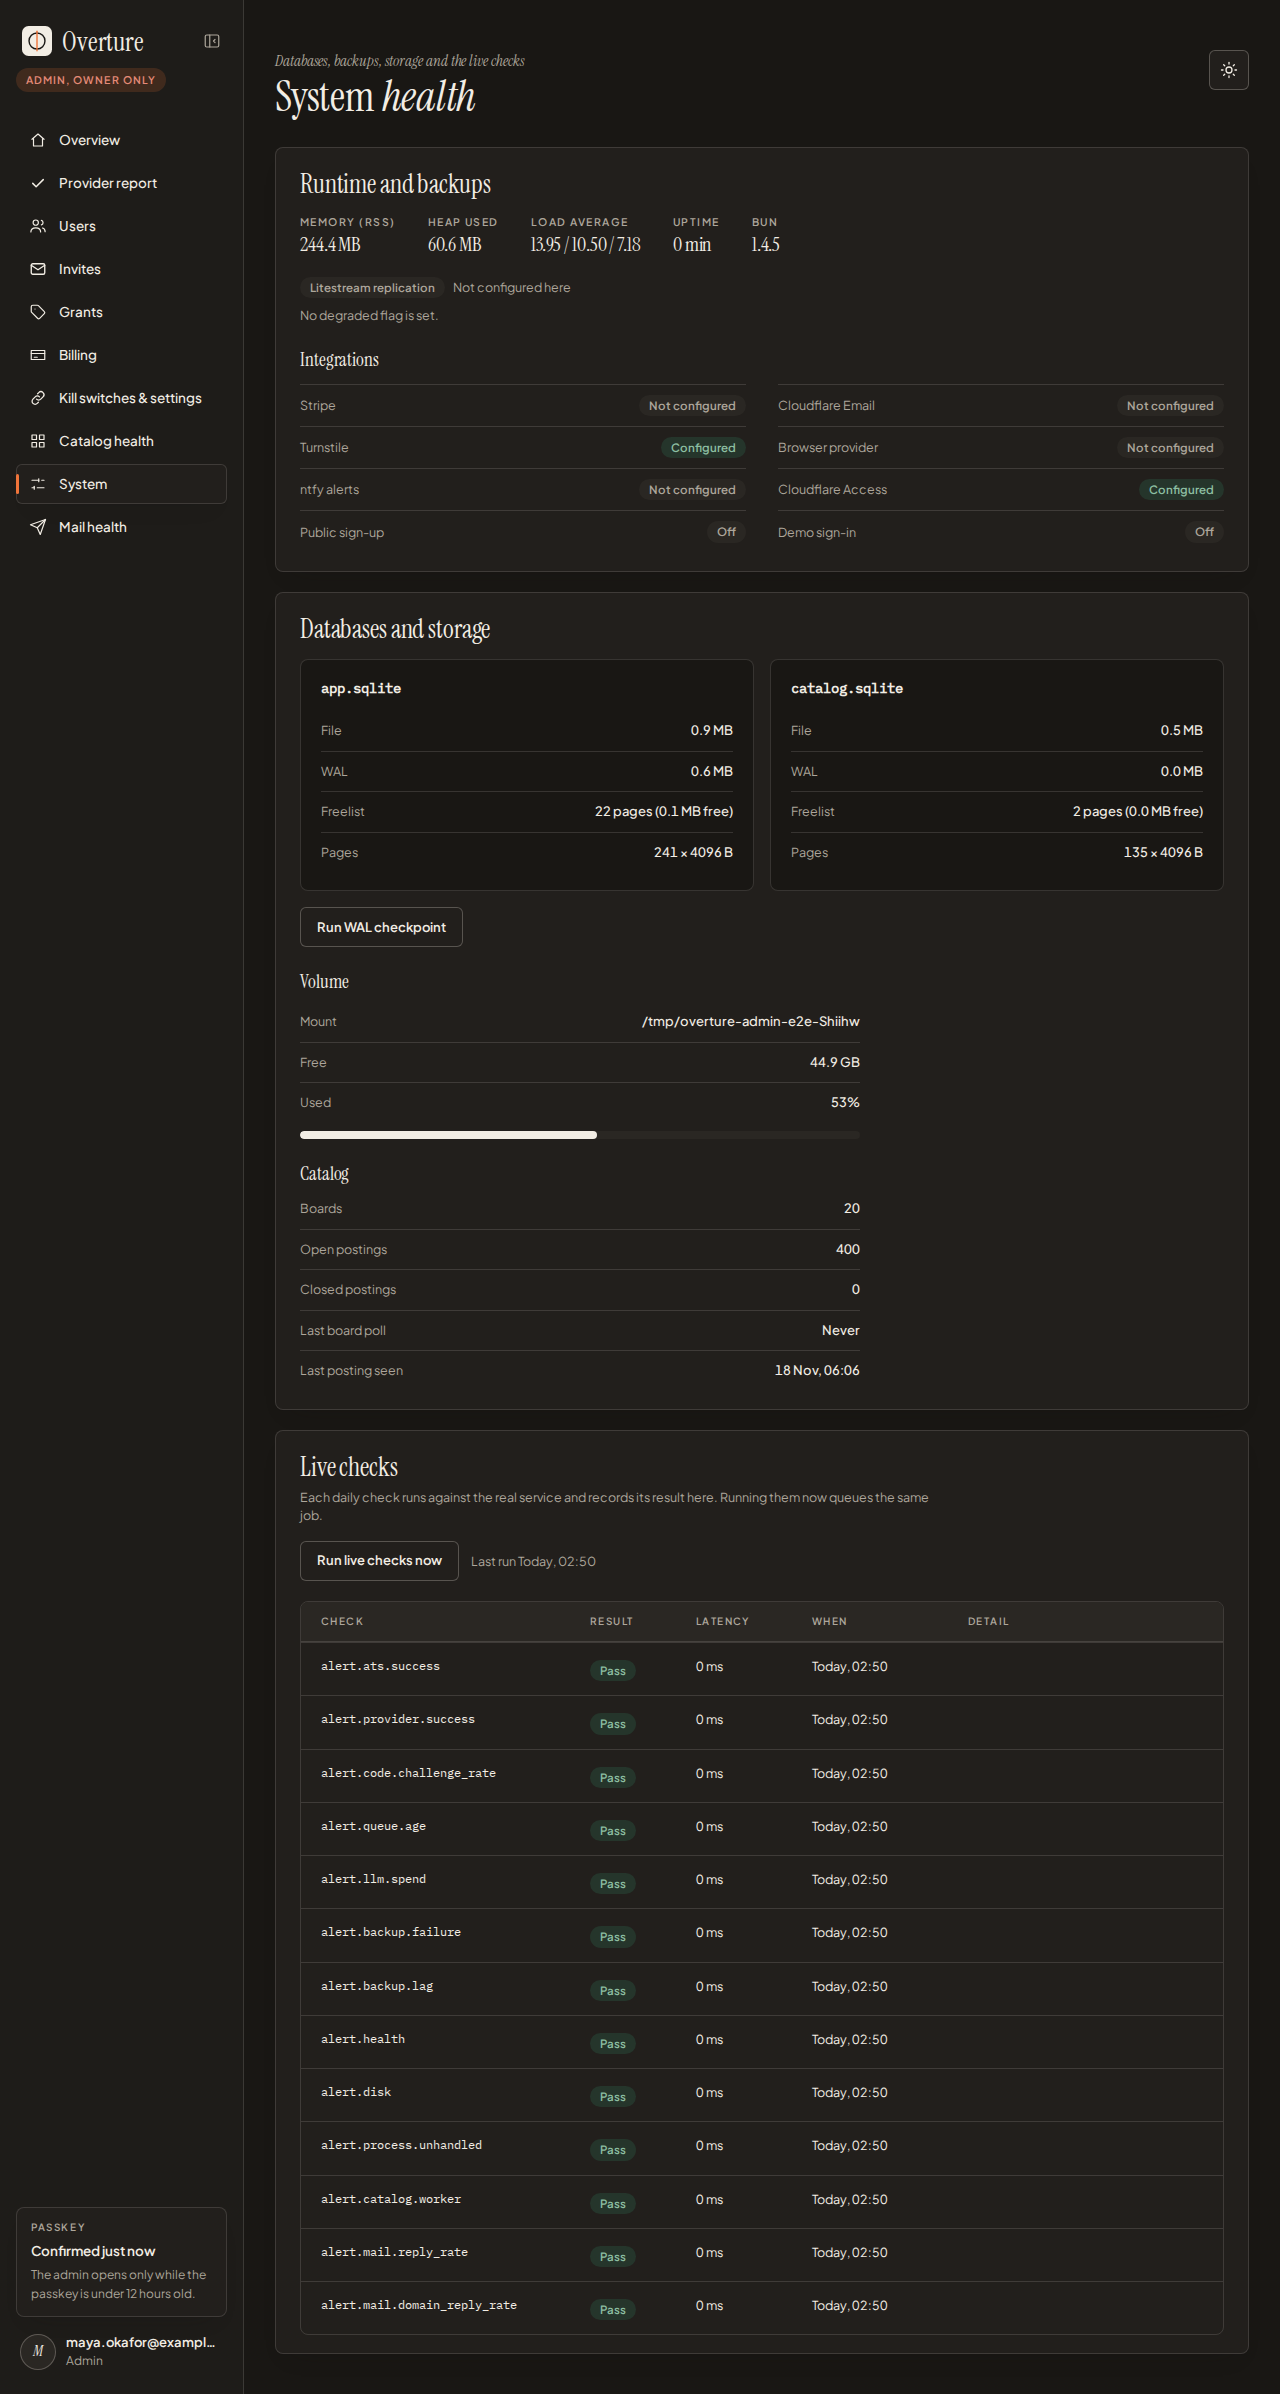 Overture
ADMIN, OWNER ONLY
Overview
Provider report
Users
Invites
Grants
Billing
Kill switches & settings
Catalog health
System
Mail health
PASSKEY
Confirmed just now
The admin opens only while the
passkey is under 12 hours old.
M
maya.okafor@exampl…
Admin
Databases, backups, storage and the live checks
System health
Runtime and backups
MEMORY (RSS) HEAP USED LOAD AVERAGE UPTIME BUN
244.4 MB 60.6 MB 13.95 / 10.50 / 7.18 0 min 1.4.5
Litestream replication Not configured here
No degraded flag is set.
Integrations
Stripe Not configured Cloudflare Email Not configured
Turnstile Configured Browser provider Not configured
ntfy alerts Not configured Cloudflare Access Configured
Public sign-up Off Demo sign-in Off
Databases and storage
app.sqlite
File 0.9 MB
WAL 0.6 MB
Freelist 22 pages (0.1 MB free)
Pages 241 × 4096 B
catalog.sqlite
File 0.5 MB
WAL 0.0 MB
Freelist 2 pages (0.0 MB free)
Pages 135 × 4096 B
Run WAL checkpoint
Volume
Mount /tmp/overture-admin-e2e-Shiihw
Free 44.9 GB
Used 53%
Catalog
Boards 20
Open postings 400
Closed postings 0
Last board poll Never
Last posting seen 18 Nov, 06:06
Live checks
Each daily check runs against the real service and records its result here. Running them now queues the same
job.
Run live checks now Last run Today, 02:50
CHECK RESULT LATENCY WHEN DETAIL
alert.ats.success Pass 0 ms Today, 02:50
alert.provider.success Pass 0 ms Today, 02:50
alert.code.challenge_rate Pass 0 ms Today, 02:50
alert.queue.age Pass 0 ms Today, 02:50
alert.llm.spend Pass 0 ms Today, 02:50
alert.backup.failure Pass 0 ms Today, 02:50
alert.backup.lag Pass 0 ms Today, 02:50
alert.health Pass 0 ms Today, 02:50
alert.disk Pass 0 ms Today, 02:50
alert.process.unhandled Pass 0 ms Today, 02:50
alert.catalog.worker Pass 0 ms Today, 02:50
alert.mail.reply_rate Pass 0 ms Today, 02:50
alert.mail.domain_reply_rate Pass 0 ms Today, 02:50